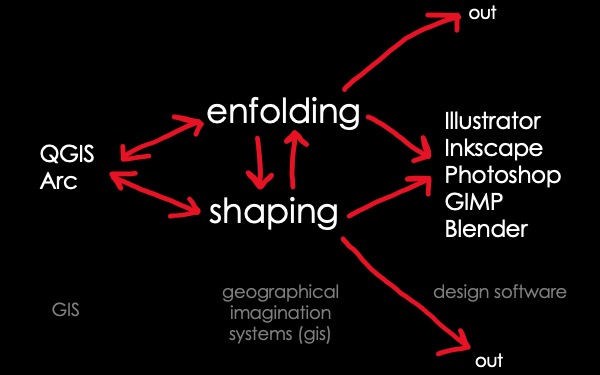 out
enfolding
Illustrator
Inkscape
QGIS
Photoshop
Arc
GIMP
shaping
Blender
geographical
design software
GIS
imagination
systems (gis)
out